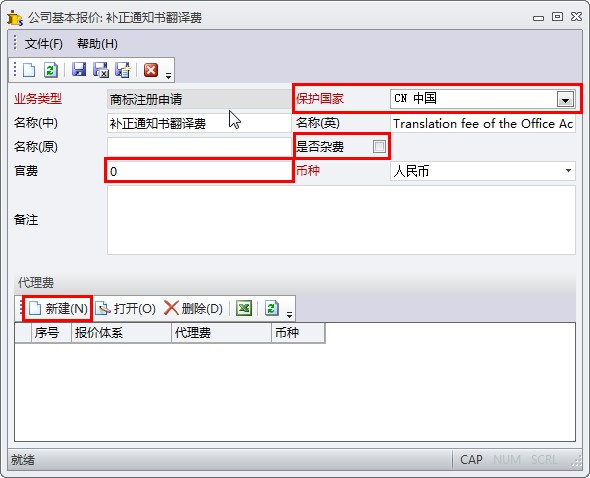 公司基本报价: 补正通知书翻译费
文件(F) 帮助(H)
业务类型 商标注册申请 保护国家 CN 中国
名称(中) 补正通知书翻译费 名称(英) Translation fee of the Office Ac
名称(原) 是否杂费
官费 0 币种 人民币
备注
代理费
新建(N) 打开(O) 删除(D)
序号 报价体系 代理费 币种
就绪 CAP NUM SCRL